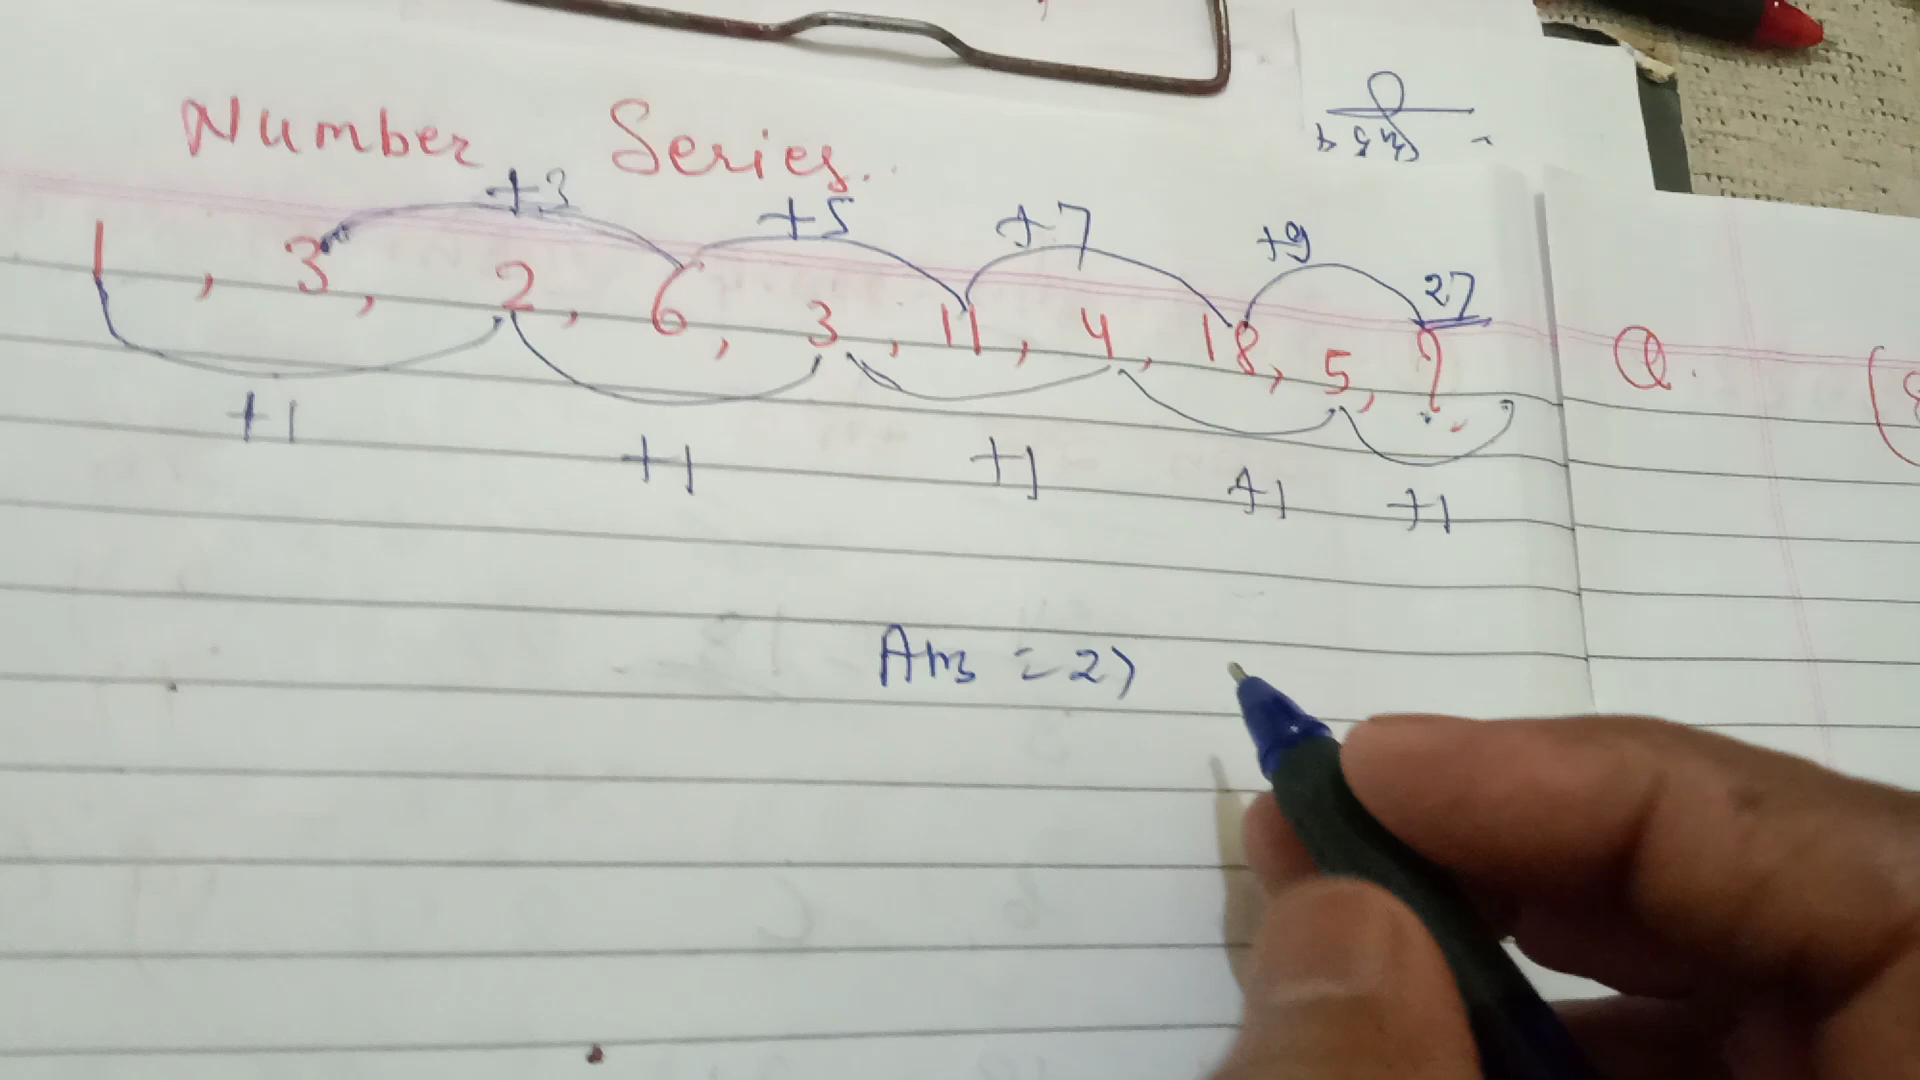 Number Series..
+3 +5 +7 +9 27
1, 3, 2, 6, 3, 11, 4, 18, 5, ?
+1 +1 +1 +1 +1
Q.
Ans = 27